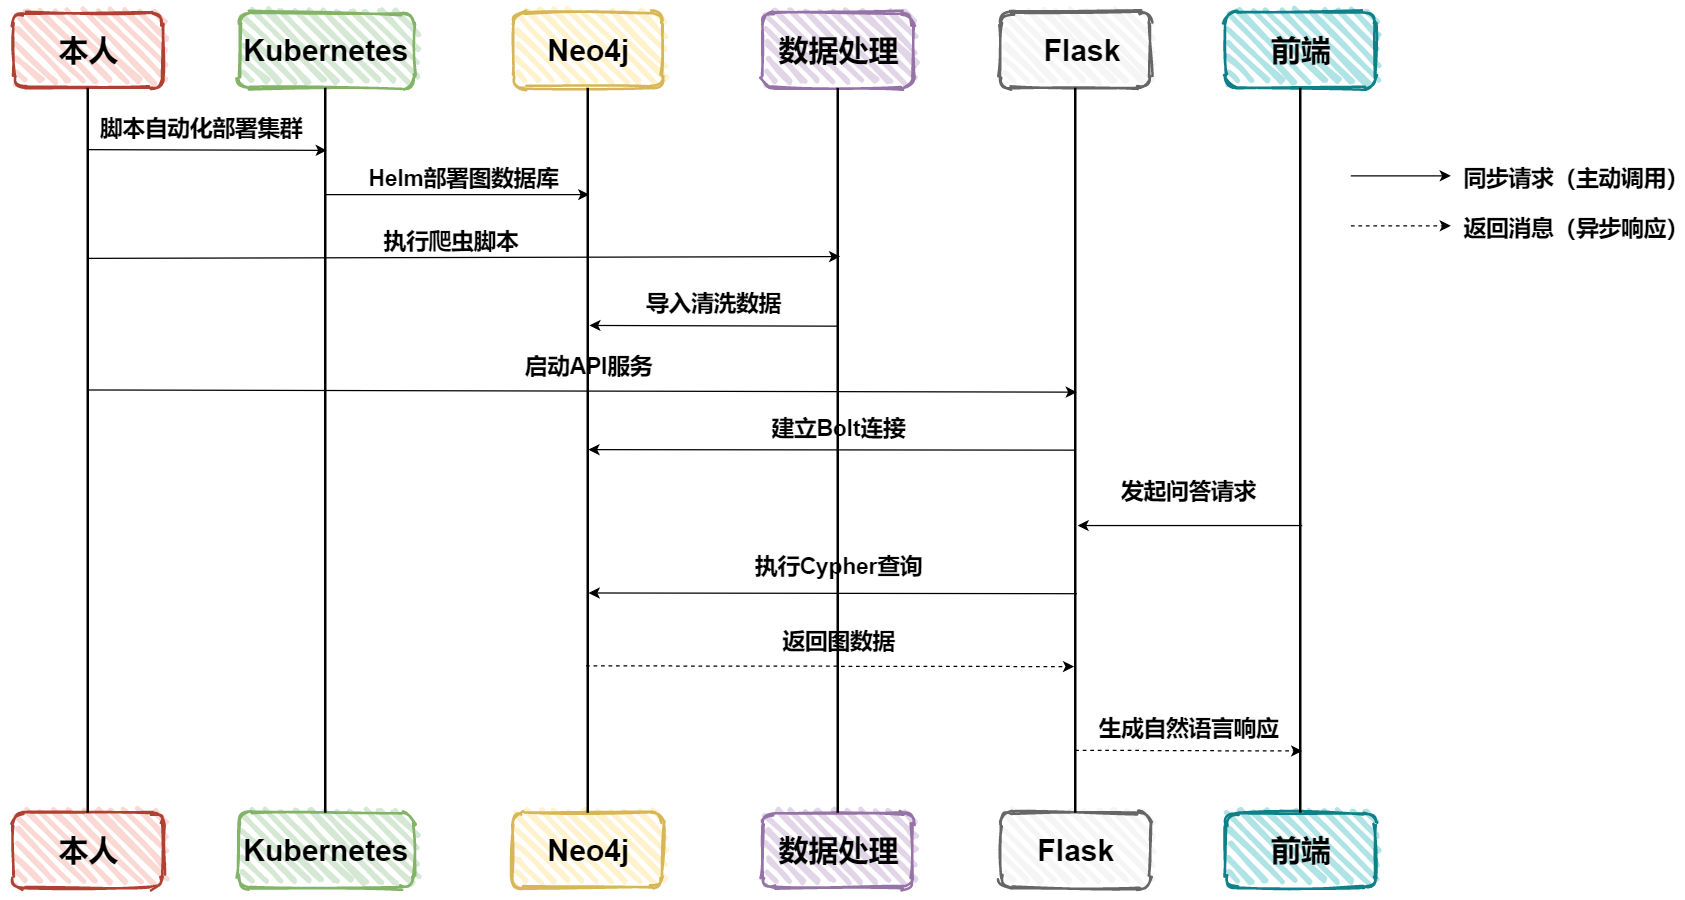 本人
Kubernetes
Neo4j
数据处理
Flask
前端
脚本自动化部署集群
Helm部署图数据库
同步请求（主动调用）
返回消息（异步响应）
执行爬虫脚本
导入清洗数据
启动API服务
建立Bolt连接
发起问答请求
执行Cypher查询
返回图数据
生成自然语言响应
本人
Kubernetes
Neo4j
数据处理
Flask
前端